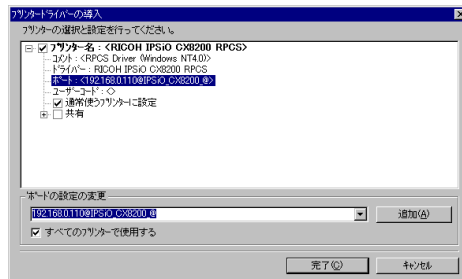 プリンタードライバーの導入
プリンターの選択と設定を行ってください。
プリンター名 : <RICOH IPSiO CX8200 RPCS>
コメント : <RPCS Driver (Windows NT4.0)>
ドライバー : RICOH IPSiO CX8200 RPCS
ポート : <192.168.0.110@IPSiO_CX8200_@>
ユーザーコード : <>
通常使うプリンターに設定
共有
ポートの設定の変更
192.168.0.110@IPSiO_CX8200_@
追加(A)
すべてのプリンターで使用する
完了(C)
キャンセル